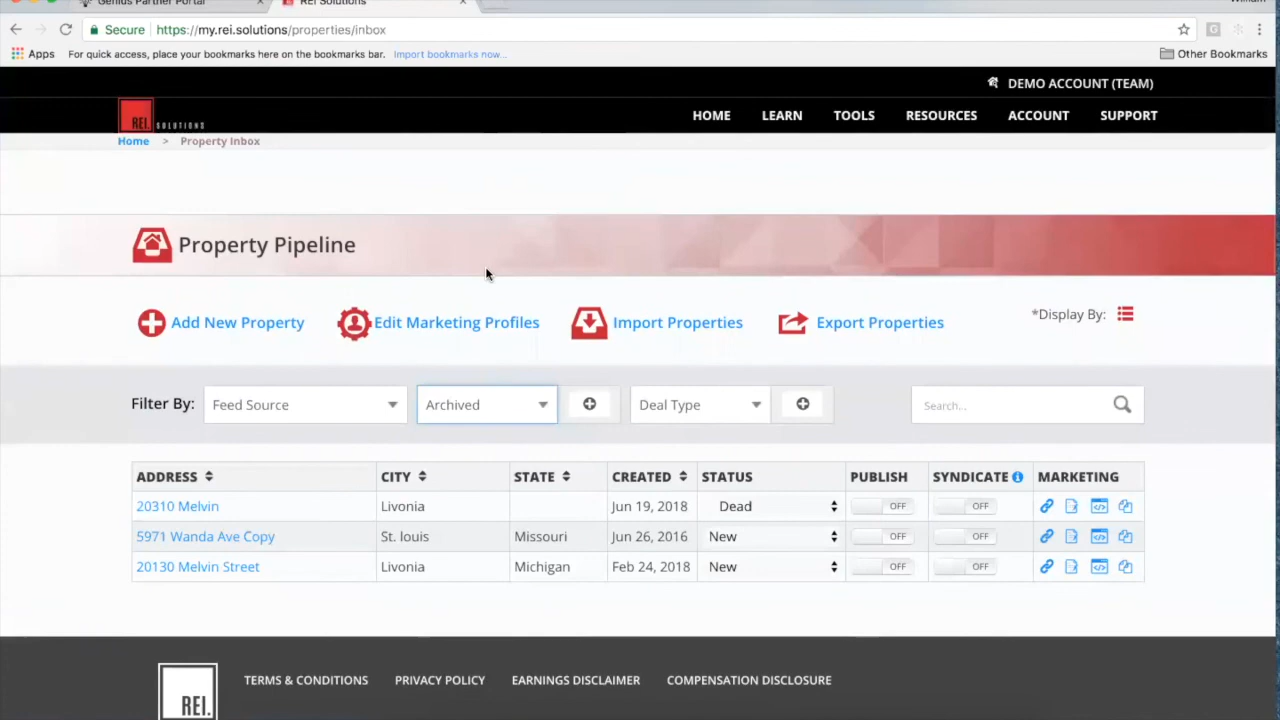 Genius Partner Portal
REI Solutions
William
Secure https://my.rei.solutions/properties/inbox
Apps For quick access, place your bookmarks here on the bookmarks bar. Import bookmarks now... Other Bookmarks
DEMO ACCOUNT (TEAM)
REI. SOLUTIONS
HOME LEARN TOOLS RESOURCES ACCOUNT SUPPORT
Home > Property Inbox
Property Pipeline
Add New Property Edit Marketing Profiles Import Properties Export Properties *Display By:
Filter By: Feed Source Archived Deal Type Search...
ADDRESS CITY STATE CREATED STATUS PUBLISH SYNDICATE MARKETING
20310 Melvin Livonia Jun 19, 2018 Dead OFF OFF
5971 Wanda Ave Copy St. louis Missouri Jun 26, 2016 New OFF OFF
20130 Melvin Street Livonia Michigan Feb 24, 2018 New OFF OFF
TERMS & CONDITIONS PRIVACY POLICY EARNINGS DISCLAIMER COMPENSATION DISCLOSURE
REI.